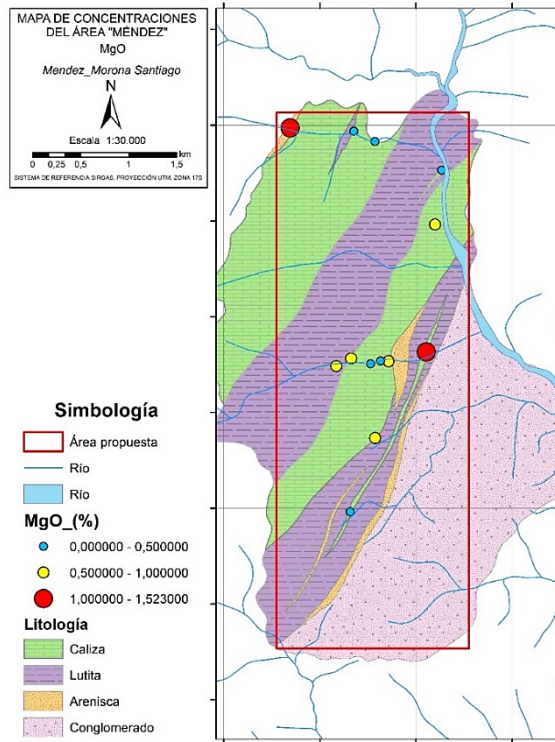 MAPA DE CONCENTRACIONES
DEL ÁREA "MÉNDEZ"
MgO
Mendez_Morona Santiago
N
Escala 1:30.000
0 0,25 0,5 1 1,5
km
SISTEMA DE REFERENCIA SIRGAS, PROYECCIÓN UTM, ZONA 17S
Simbología
Área propuesta
Río
Río
MgO_(%)
0,000000 - 0,500000
0,500000 - 1,000000
1,000000 - 1,523000
Litología
Caliza
Lutita
Arenisca
Conglomerado